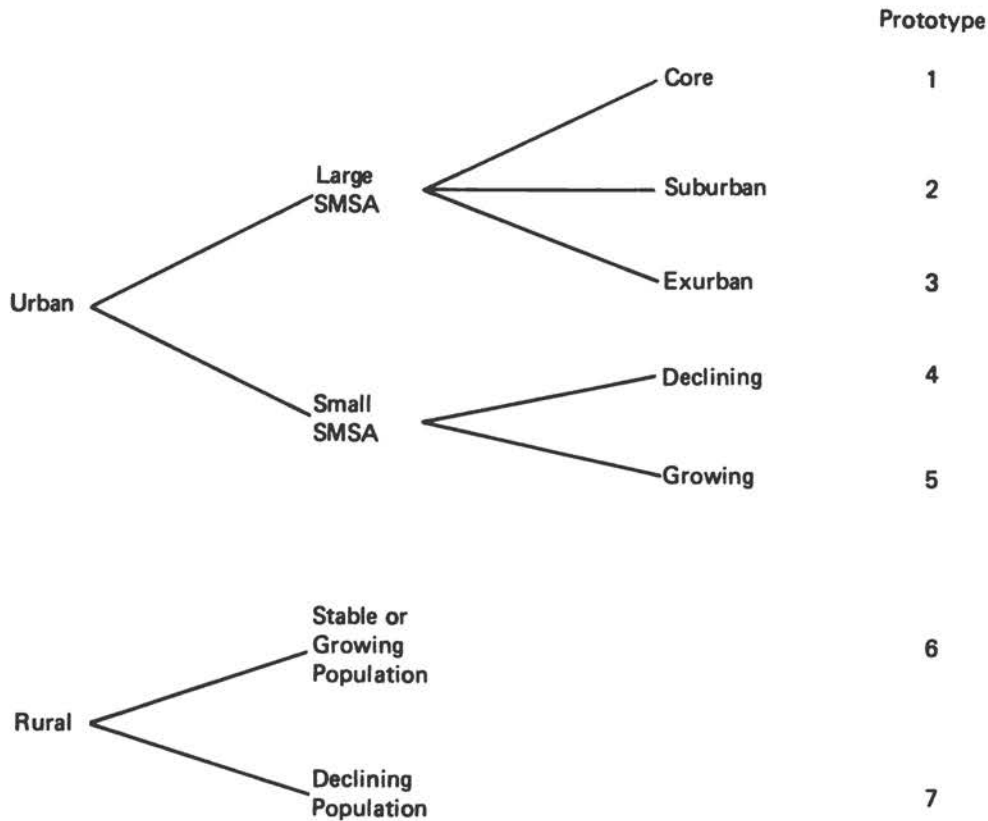 Prototype
Core 1
Large
SMSA
Suburban 2
Exurban 3
Urban
Declining 4
Small
SMSA
Growing 5
Stable or
Growing
Population
6
Rural
Declining
Population
7